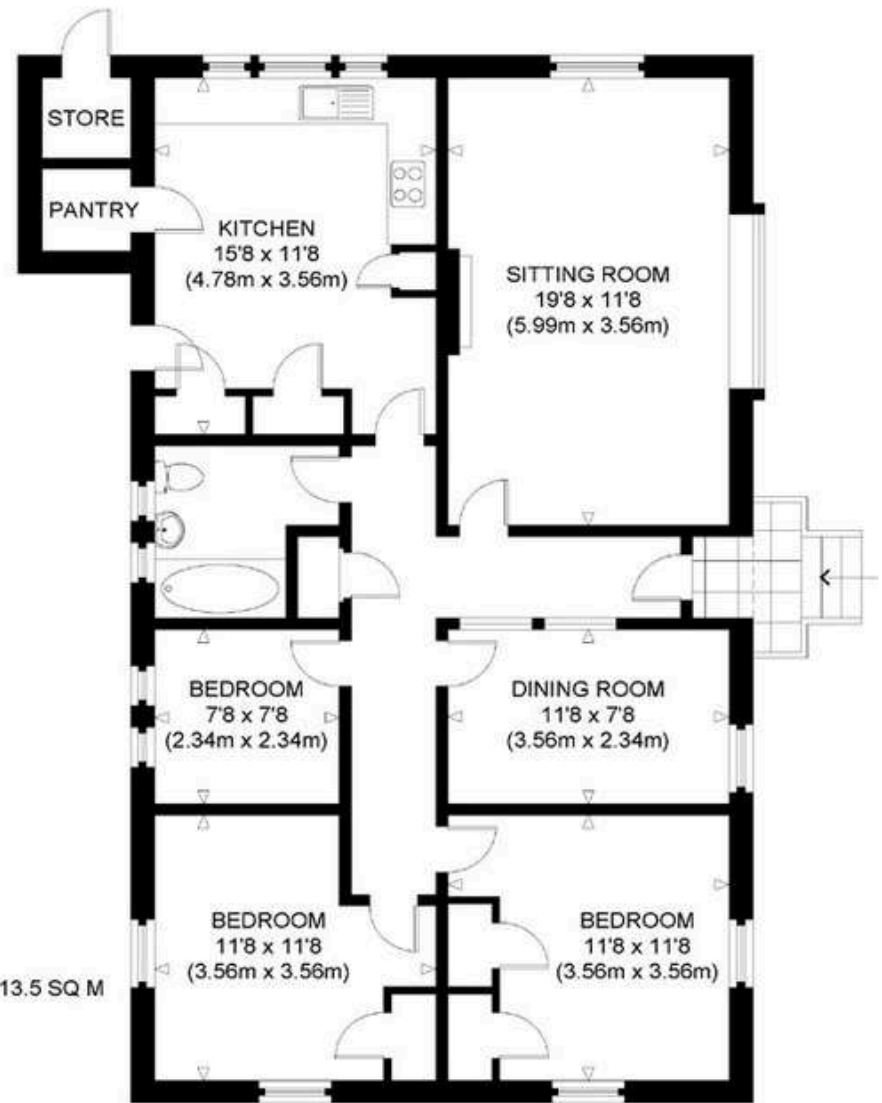 STORE
PANTRY
KITCHEN
15'8 x 11'8
(4.78m x 3.56m)
SITTING ROOM
19'8 x 11'8
(5.99m x 3.56m)
BEDROOM
7'8 x 7'8
(2.34m x 2.34m)
DINING ROOM
11'8 x 7'8
(3.56m x 2.34m)
BEDROOM
11'8 x 11'8
(3.56m x 3.56m)
BEDROOM
11'8 x 11'8
(3.56m x 3.56m)
13.5 SQ M